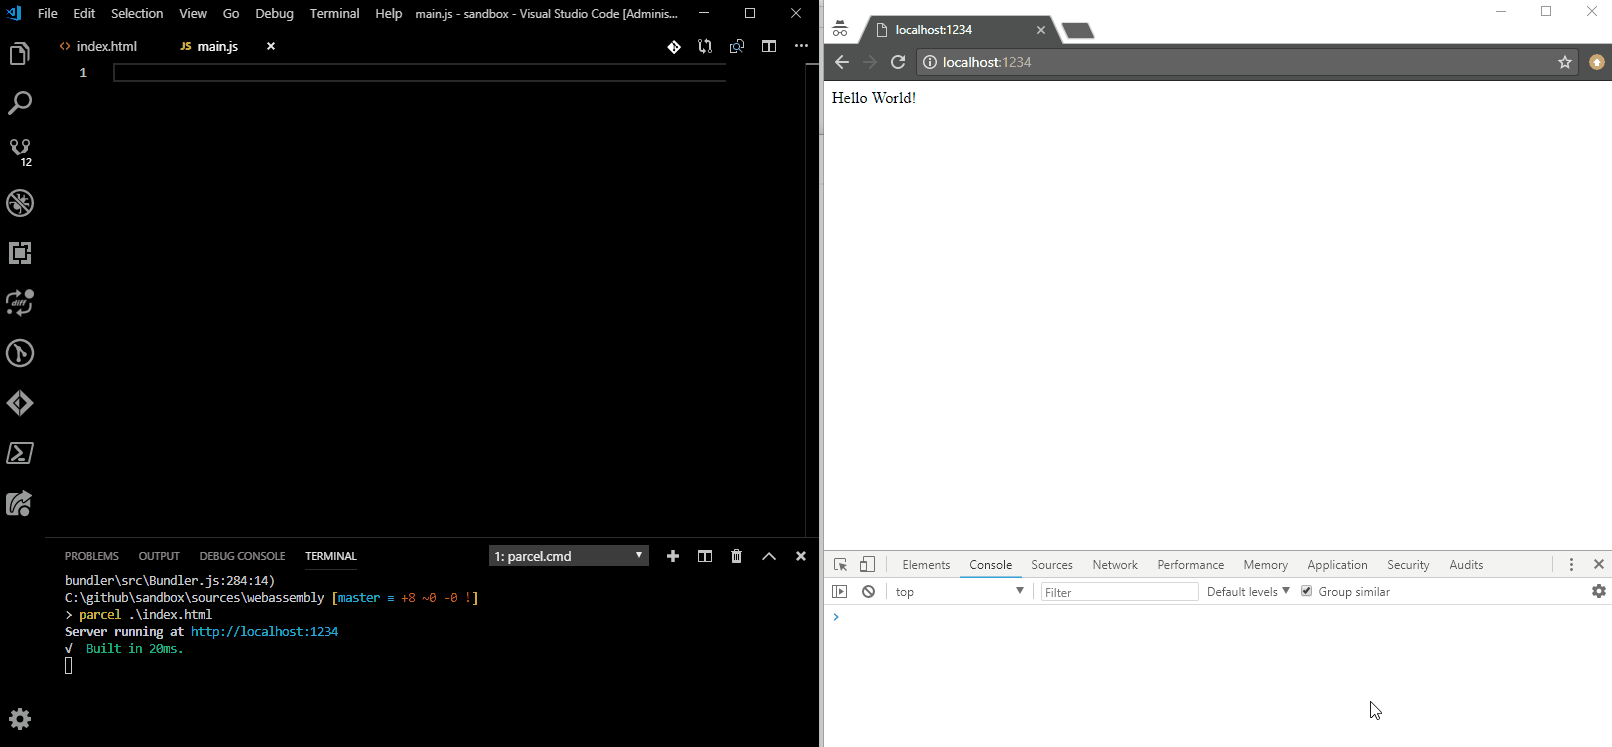 File Edit Selection View Go Debug Terminal Help main.js - sandbox - Visual Studio Code [Adminis...
index.html JS main.js
1
12
diff
PROBLEMS OUTPUT DEBUG CONSOLE TERMINAL 1: parcel.cmd
bundler\src\Bundler.js:284:14)
C:\github\sandbox\sources\webassembly [master ≡ +8 ~0 -0 !]
> parcel .\index.html
Server running at http://localhost:1234
√ Built in 20ms.
localhost:1234
localhost:1234
Hello World!
Elements Console Sources Network Performance Memory Application Security Audits
top Filter Default levels Group similar
>